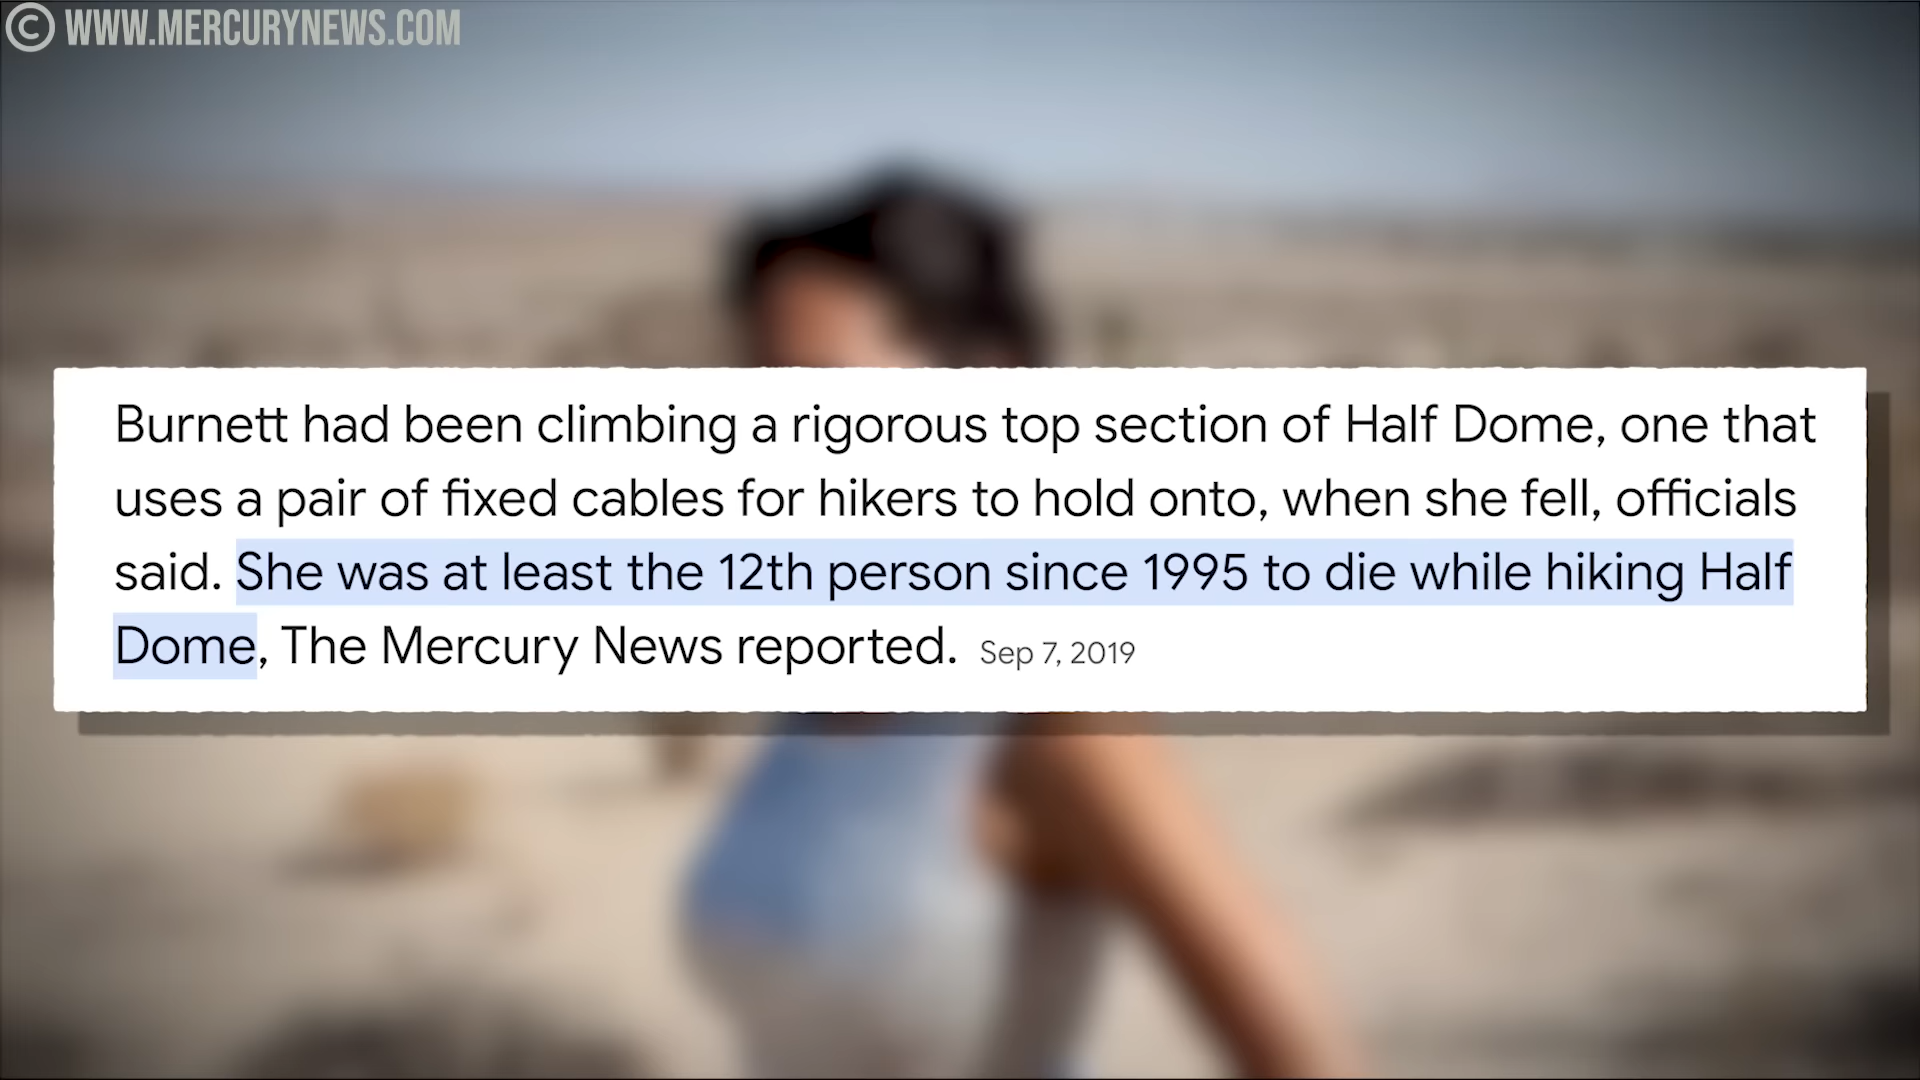 © WWW.MERCURYNEWS.COM
Burnett had been climbing a rigorous top section of Half Dome, one that
uses a pair of fixed cables for hikers to hold onto, when she fell, officials
said. She was at least the 12th person since 1995 to die while hiking Half
Dome, The Mercury News reported. Sep 7, 2019